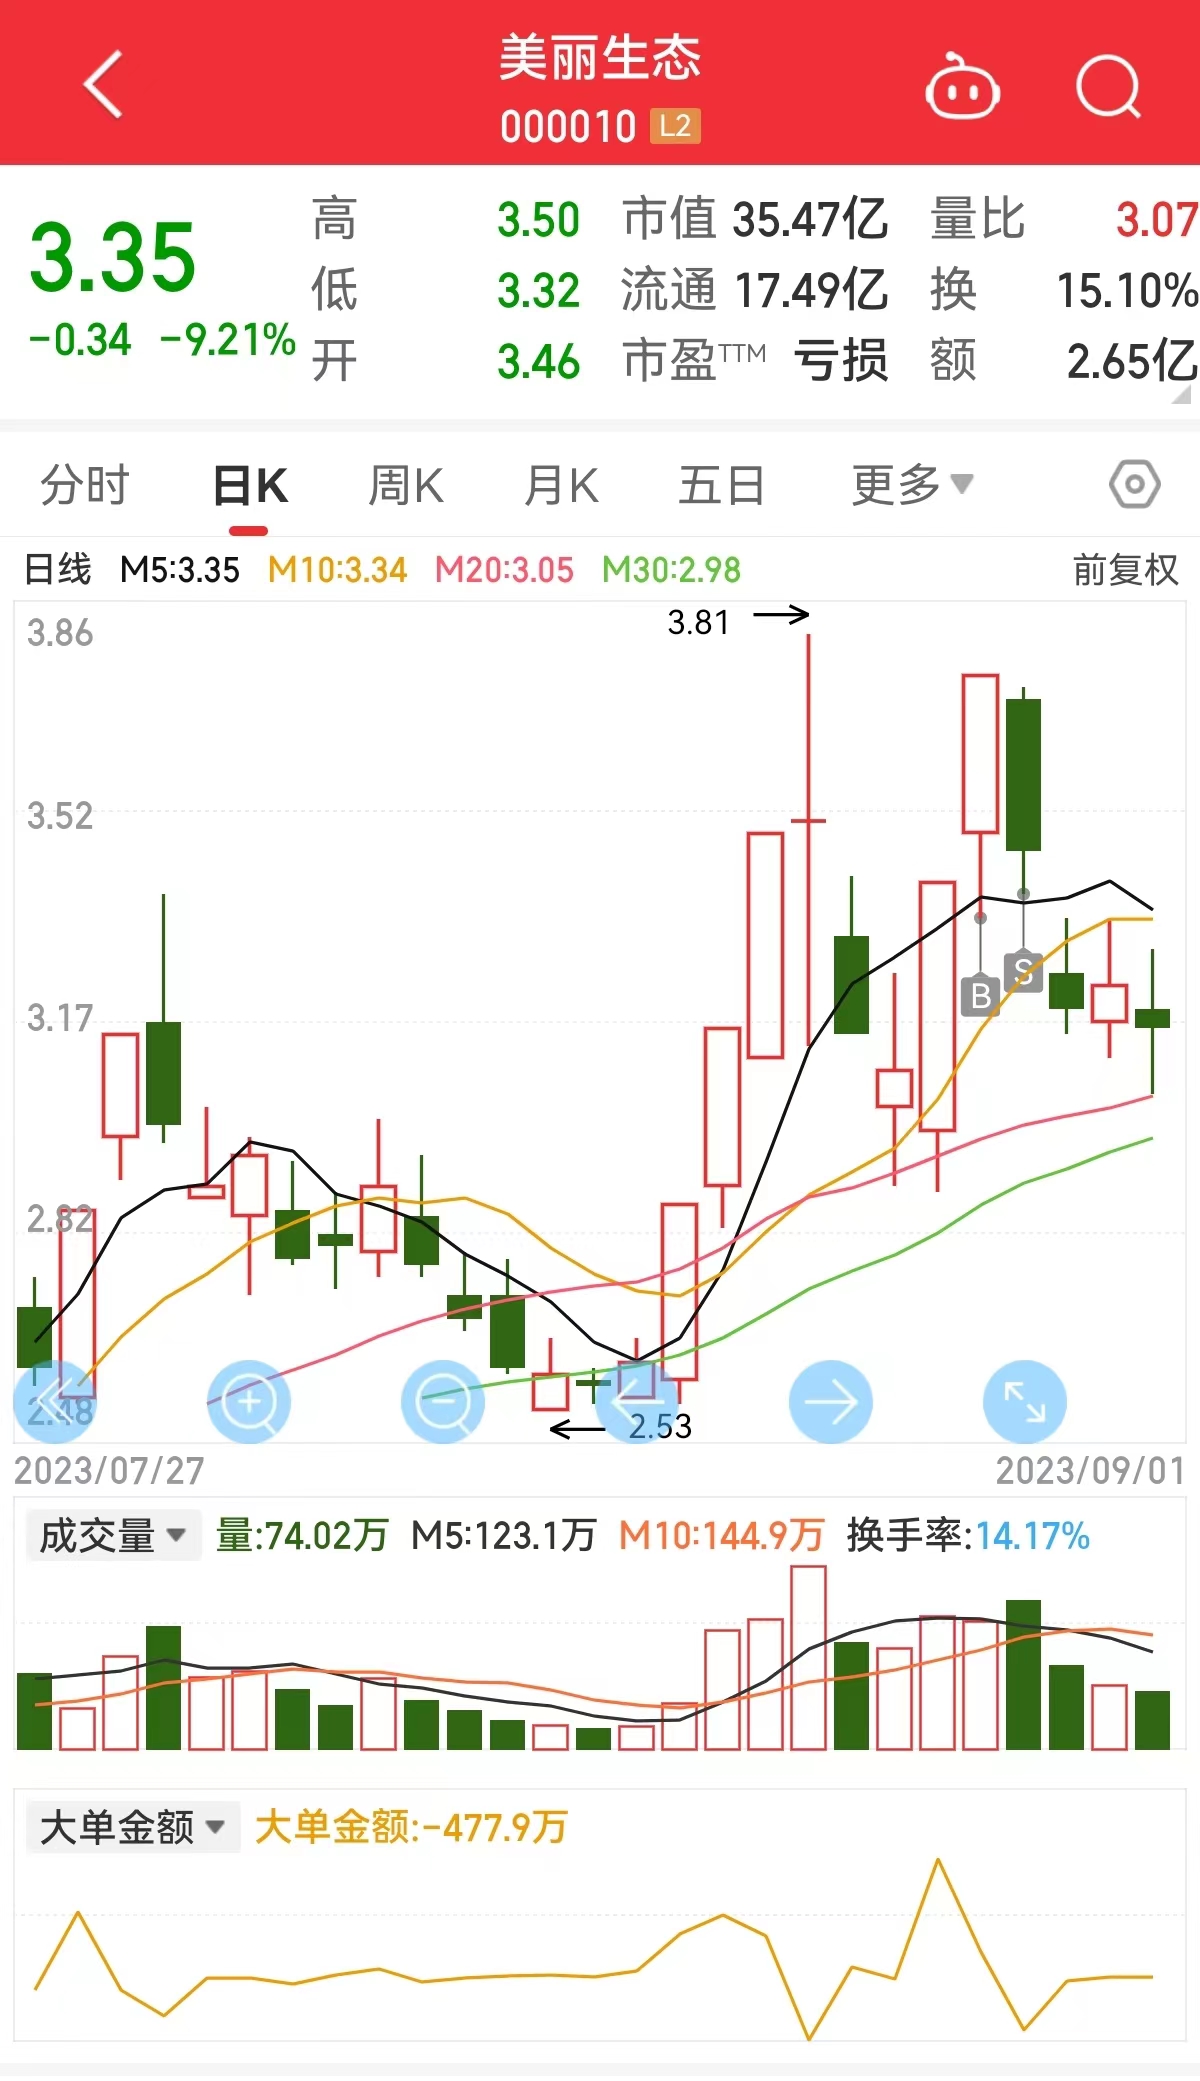 美丽生态
000010 L2
3.35
-0.34 -9.21%
高 3.50 市值 35.47亿 量比 3.07
低 3.32 流通 17.49亿 换 15.10%
开 3.46 市盈TTM 亏损 额 2.65亿
分时 日K 周K 月K 五日 更多
日线 M5:3.35 M10:3.34 M20:3.05 M30:2.98 前复权
3.86
3.81
3.52
B S
3.17
2.82
2.48
2.53
2023/07/27 2023/09/01
成交量 量:74.02万 M5:123.1万 M10:144.9万 换手率:14.17%
大单金额 大单金额:-477.9万